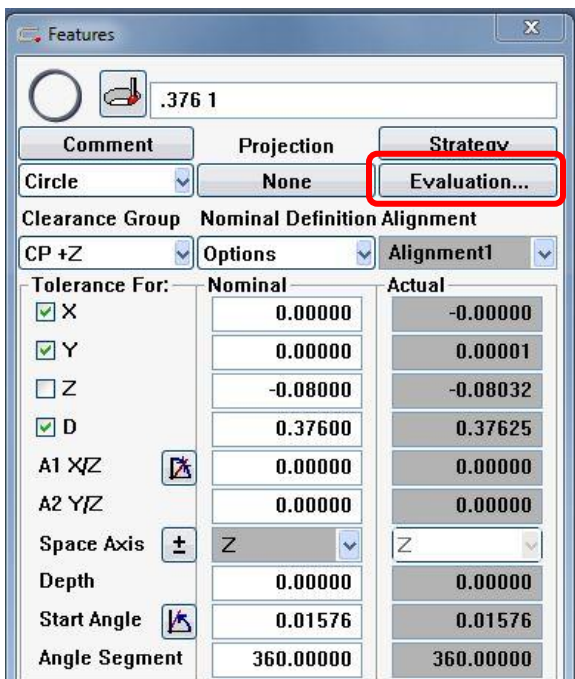 Features
.376 1
Comment Projection Strategy
Circle None Evaluation...
Clearance Group Nominal Definition Alignment
CP +Z Options Alignment1
Tolerance For: Nominal Actual
X 0.00000 -0.00000
Y 0.00000 0.00001
Z -0.08000 -0.08032
D 0.37600 0.37625
A1 X/Z 0.00000 0.00000
A2 Y/Z 0.00000 0.00000
Space Axis ± Z Z
Depth 0.00000 0.00000
Start Angle 0.01576 0.01576
Angle Segment 360.00000 360.00000